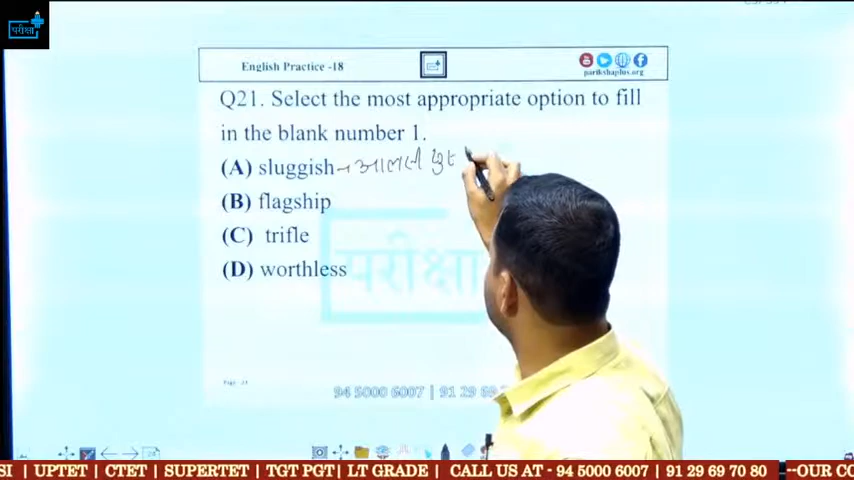 परीक्षा
English Practice -18
parikshaplus.org
Q21. Select the most appropriate option to fill
in the blank number 1.
(A) sluggish → आलसी
(B) flagship
(C) trifle
(D) worthless
परीक्षा
94 5000 6007 | 91 29 69
SI | UPTET | CTET | SUPERTET | TGT PGT | LT GRADE | CALL US AT - 94 5000 6007 | 91 29 69 70 80 --OUR CO